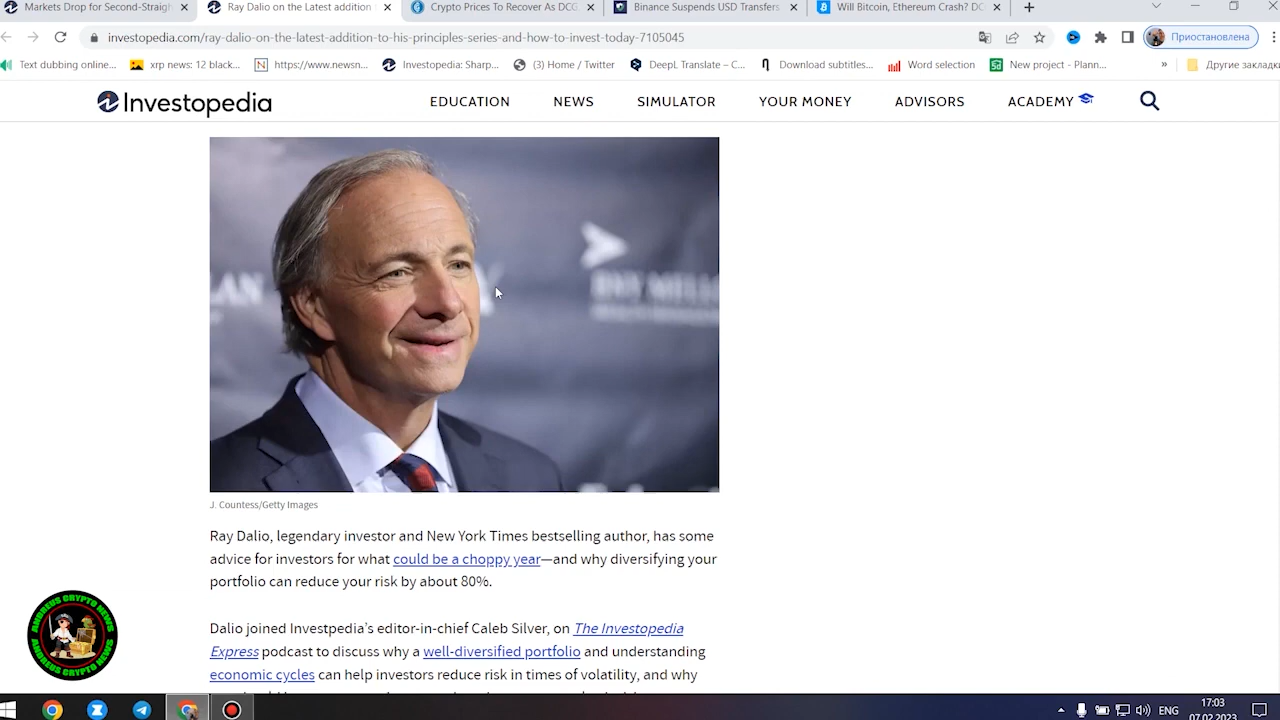 Markets Drop for Second-Straigh
Ray Dalio on the Latest addition
Crypto Prices To Recover As DCG
Binance Suspends USD Transfers
Will Bitcoin, Ethereum Crash? DC
investopedia.com/ray-dalio-on-the-latest-addition-to-his-principles-series-and-how-to-invest-today-7105045
Приостановлена
Text dubbing online...
xrp news: 12 black...
https://www.newsn...
Investopedia: Sharp...
(3) Home / Twitter
DeepL Translate – C...
Download subtitles...
Word selection
New project - Plann...
»
Другие закладки
Investopedia
EDUCATION
NEWS
SIMULATOR
YOUR MONEY
ADVISORS
ACADEMY
J. Countess/Getty Images
Ray Dalio, legendary investor and New York Times bestselling author, has some
advice for investors for what could be a choppy year—and why diversifying your
portfolio can reduce your risk by about 80%.
Dalio joined Investpedia’s editor-in-chief Caleb Silver, on The Investopedia
Express podcast to discuss why a well-diversified portfolio and understanding
economic cycles can help investors reduce risk in times of volatility, and why
ANDREUS CRYPTO NEWS
ANDREUS CRYPTO NEWS
ENG
17:03
07.02.2023